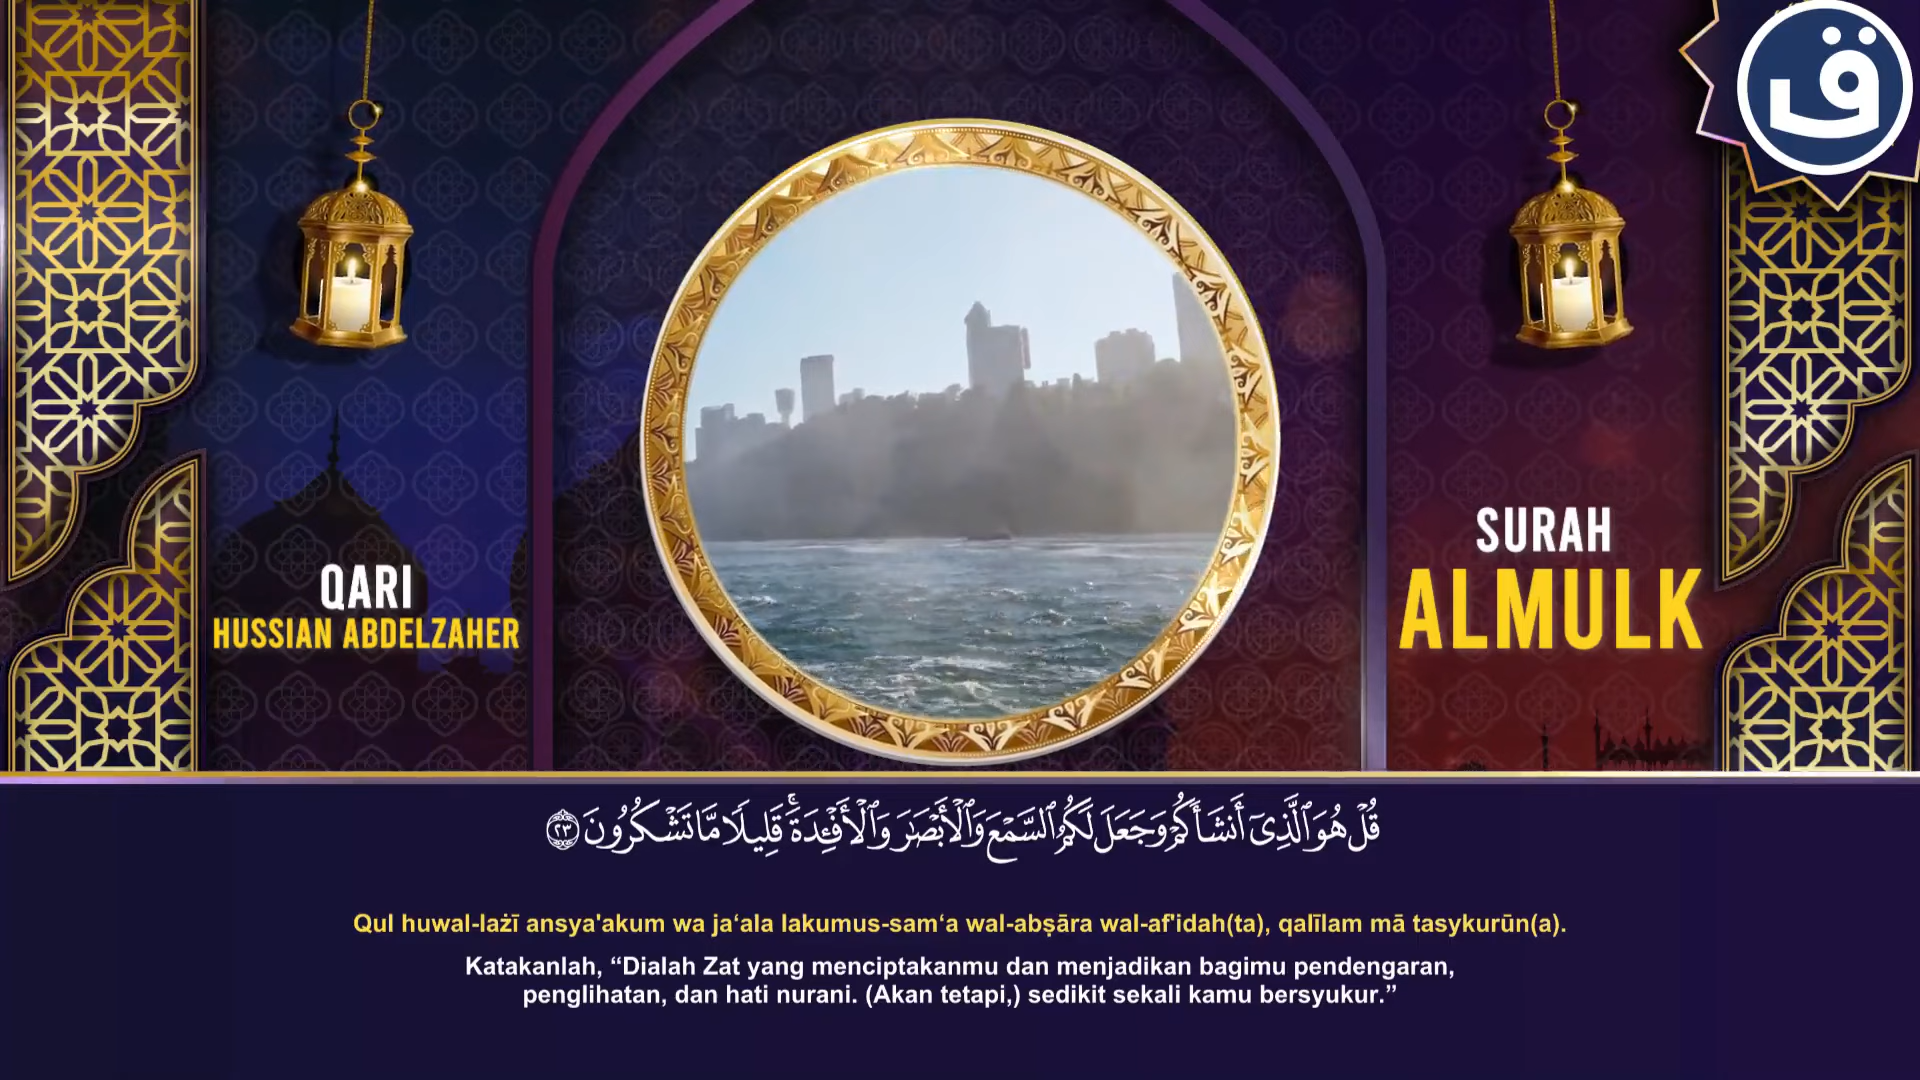 ق
QARI
HUSSIAN ABDELZAHER
SURAH
ALMULK
قُلْ هُوَ ٱلَّذِىٓ أَنشَأَكُمْ وَجَعَلَ لَكُمُ ٱلسَّمْعَ وَٱلْأَبْصَـٰرَ وَٱلْأَفْـِٔدَةَ ۖ قَلِيلًا مَّا تَشْكُرُونَ ٢٣
Qul huwal-lażī ansya'akum wa ja‘ala lakumus-sam‘a wal-abṣāra wal-af'idah(ta), qalīlam mā tasykurūn(a).
Katakanlah, “Dialah Zat yang menciptakanmu dan menjadikan bagimu pendengaran,
penglihatan, dan hati nurani. (Akan tetapi,) sedikit sekali kamu bersyukur.”